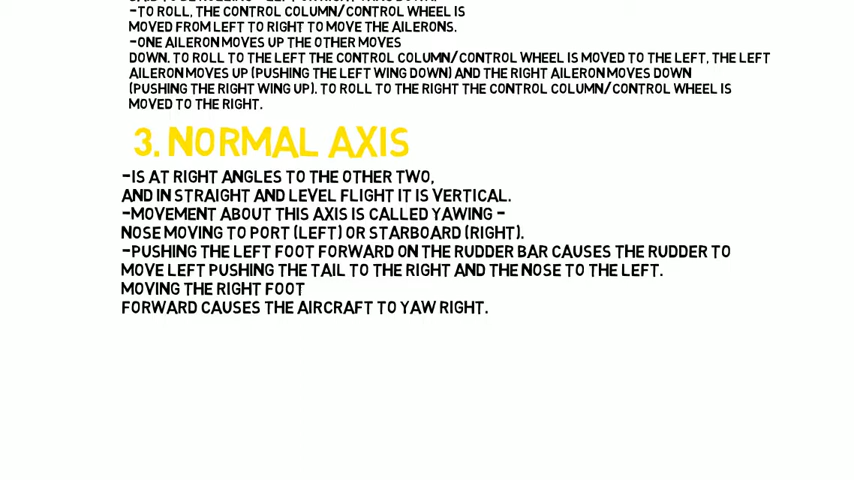 -TO ROLL, THE CONTROL COLUMN/CONTROL WHEEL IS
MOVED FROM LEFT TO RIGHT TO MOVE THE AILERONS.
-ONE AILERON MOVES UP THE OTHER MOVES
DOWN. TO ROLL TO THE LEFT THE CONTROL COLUMN/CONTROL WHEEL IS MOVED TO THE LEFT, THE LEFT
AILERON MOVES UP (PUSHING THE LEFT WING DOWN) AND THE RIGHT AILERON MOVES DOWN
(PUSHING THE RIGHT WING UP). TO ROLL TO THE RIGHT THE CONTROL COLUMN/CONTROL WHEEL IS
MOVED TO THE RIGHT.
3. NORMAL AXIS
-IS AT RIGHT ANGLES TO THE OTHER TWO,
AND IN STRAIGHT AND LEVEL FLIGHT IT IS VERTICAL.
-MOVEMENT ABOUT THIS AXIS IS CALLED YAWING -
NOSE MOVING TO PORT (LEFT) OR STARBOARD (RIGHT).
-PUSHING THE LEFT FOOT FORWARD ON THE RUDDER BAR CAUSES THE RUDDER TO
MOVE LEFT PUSHING THE TAIL TO THE RIGHT AND THE NOSE TO THE LEFT.
MOVING THE RIGHT FOOT
FORWARD CAUSES THE AIRCRAFT TO YAW RIGHT.